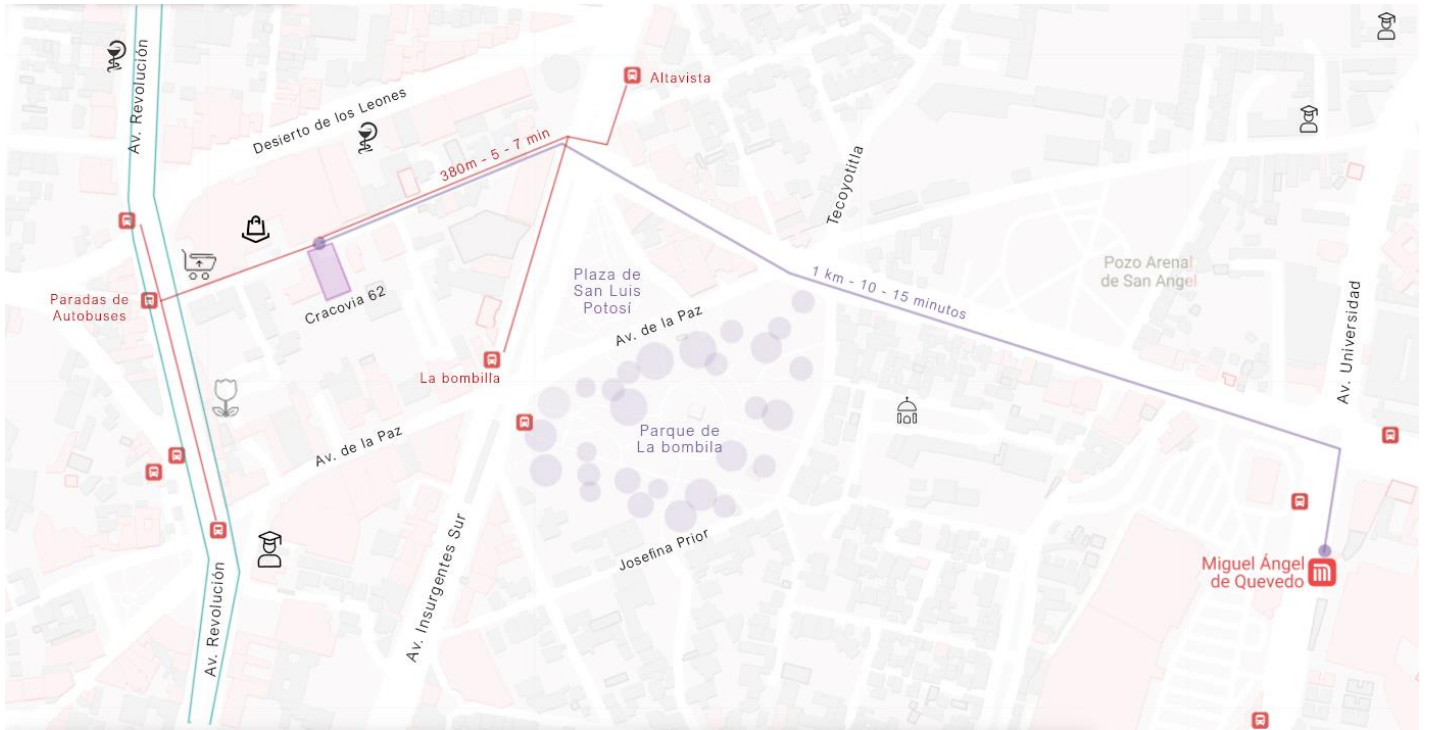 Av. Revolución
Desierto de los Leones
Altavista
380m - 5 - 7 min
Tecoyotitla
Pozo Arenal
de San Angel
Plaza de
San Luis
Potosí
1 km - 10 - 15 minutos
Av. Universidad
Paradas de
Autobuses
Cracovia 62
Av. de la Paz
La bombilla
Av. de la Paz
Parque de
La bombila
Av. Insurgentes Sur
Josefina Prior
Miguel Ángel
de Quevedo
Av. Revolución